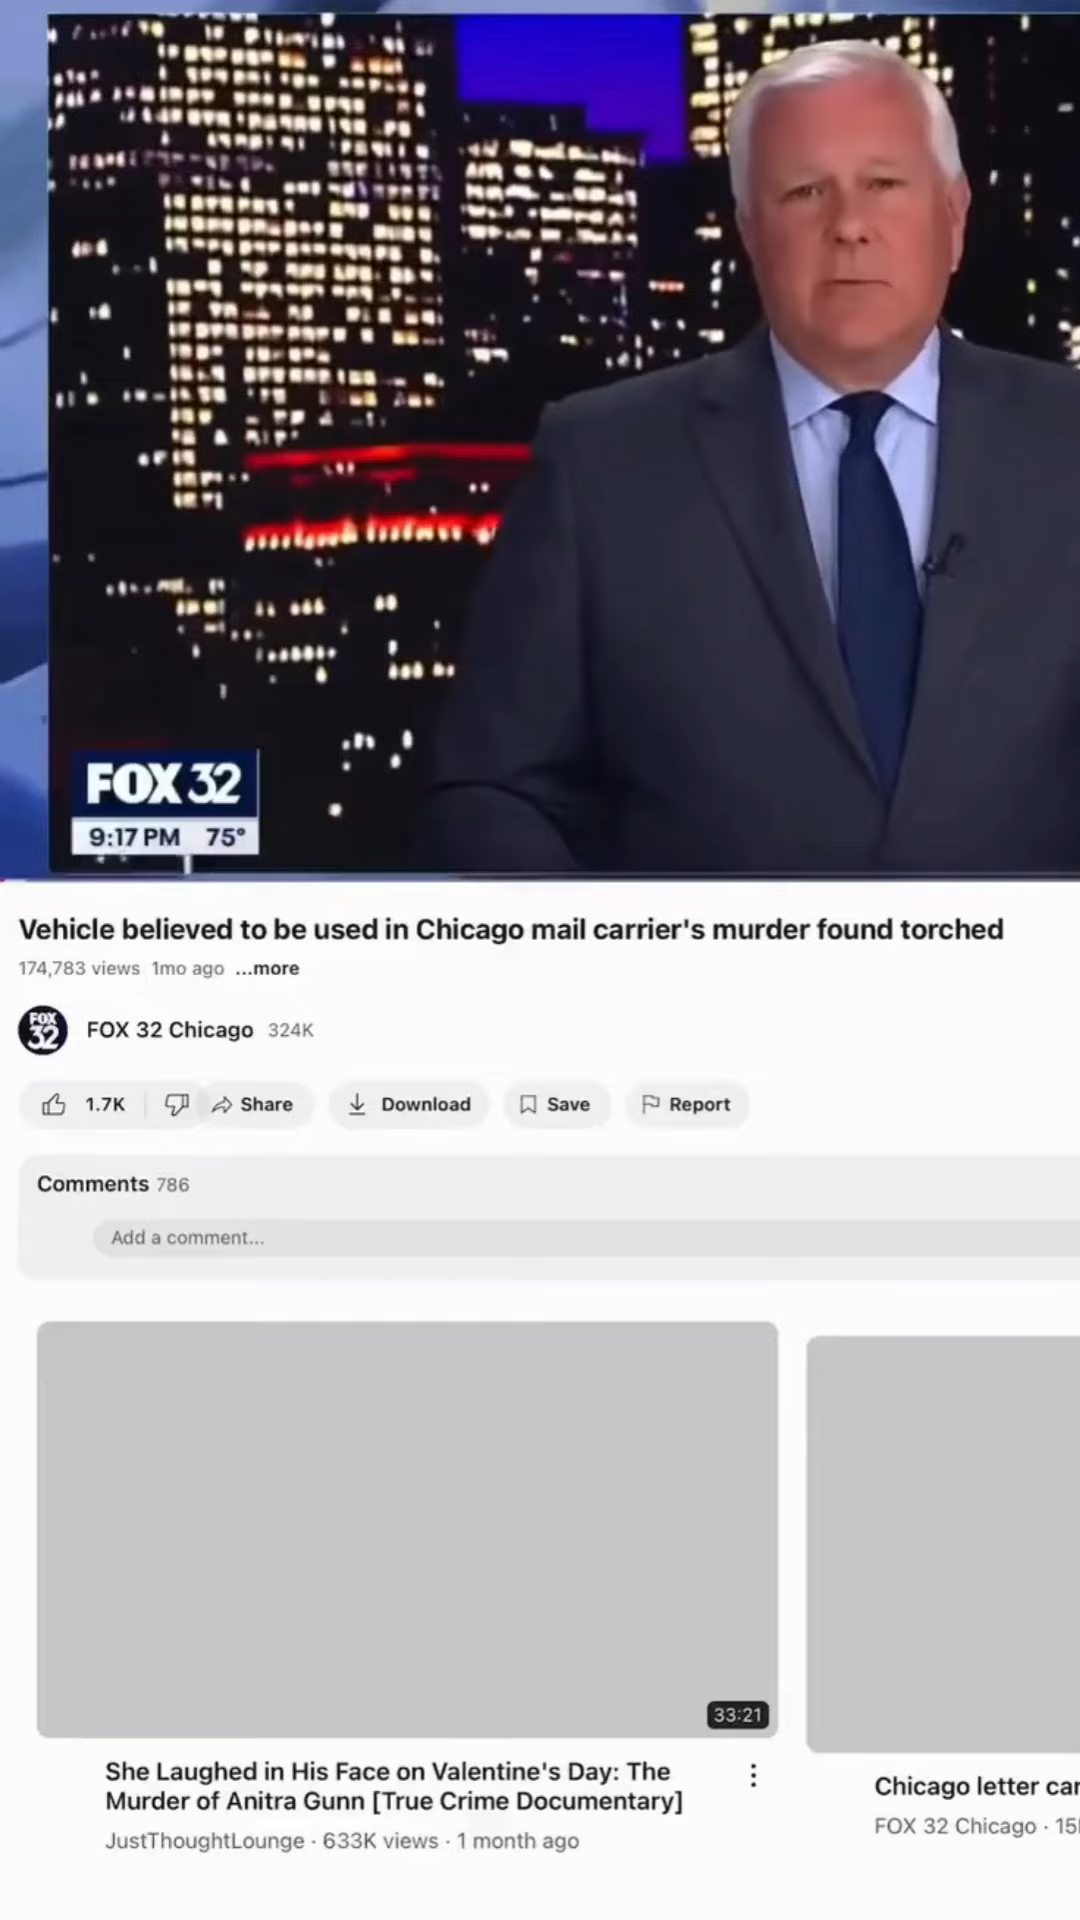 FOX 32
9:17 PM 75°
Vehicle believed to be used in Chicago mail carrier's murder found torched
174,783 views 1mo ago ...more
FOX 32
FOX 32 Chicago 324K
1.7K Share Download Save Report
Comments 786
Add a comment...
33:21
She Laughed in His Face on Valentine's Day: The
Murder of Anitra Gunn [True Crime Documentary]
JustThoughtLounge · 633K views · 1 month ago
Chicago letter
FOX 32 Chicago ·